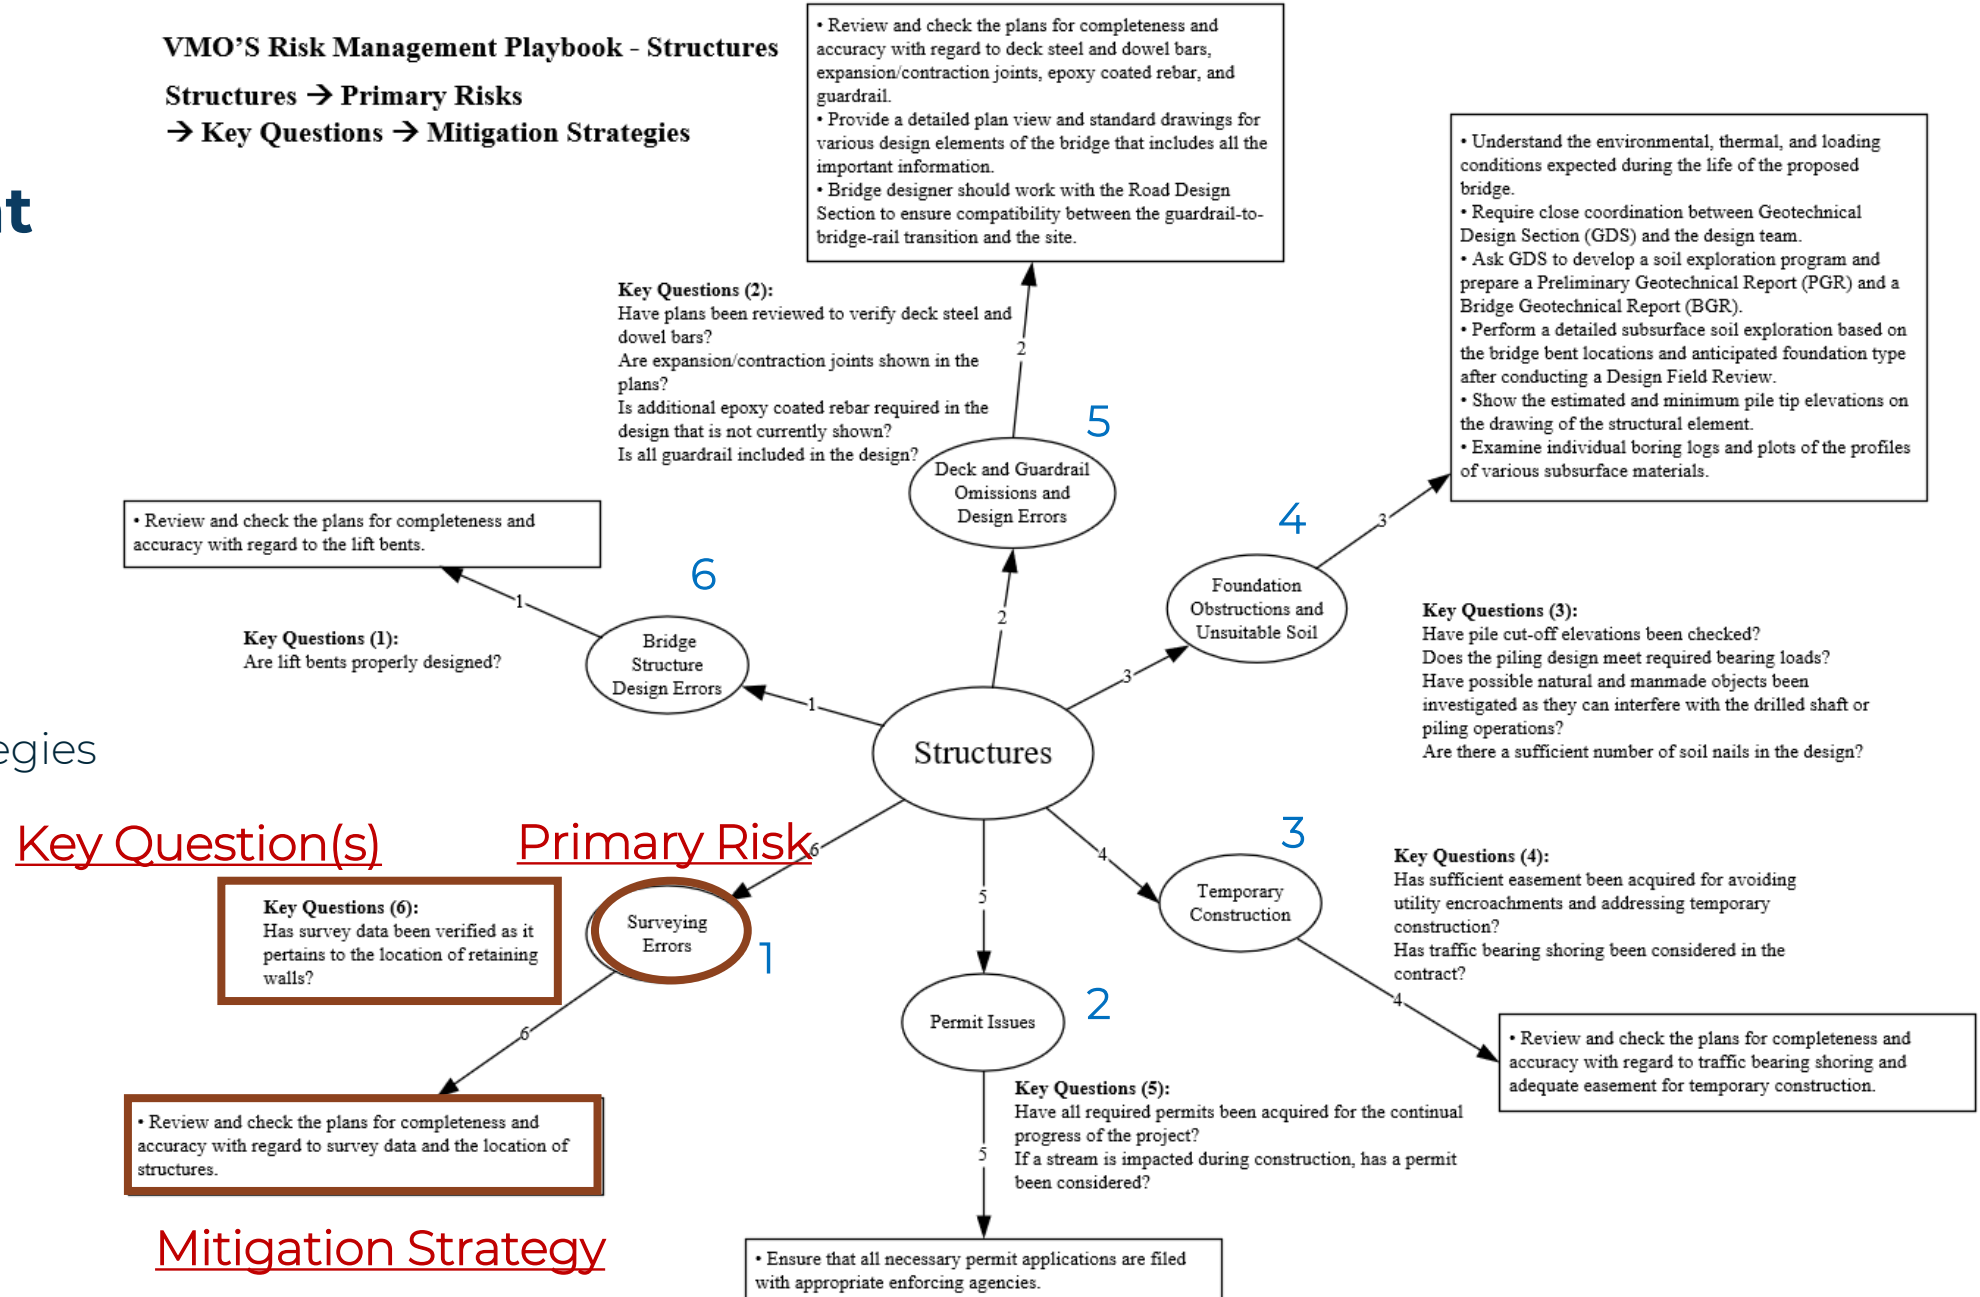 VMO'S Risk Management Playbook - Structures
Structures → Primary Risks
→ Key Questions → Mitigation Strategies
• Review and check the plans for completeness and
accuracy with regard to deck steel and dowel bars,
expansion/contraction joints, epoxy coated rebar, and
guardrail.
• Provide a detailed plan view and standard drawings for
various design elements of the bridge that includes all the
important information.
• Bridge designer should work with the Road Design
Section to ensure compatibility between the guardrail-to-
bridge-rail transition and the site.
• Understand the environmental, thermal, and loading
conditions expected during the life of the proposed
bridge.
• Require close coordination between Geotechnical
Design Section (GDS) and the design team.
• Ask GDS to develop a soil exploration program and
prepare a Preliminary Geotechnical Report (PGR) and a
Bridge Geotechnical Report (BGR).
• Perform a detailed subsurface soil exploration based on
the bridge bent locations and anticipated foundation type
after conducting a Design Field Review.
• Show the estimated and minimum pile tip elevations on
the drawing of the structural element.
• Examine individual boring logs and plots of the profiles
of various subsurface materials.
nt
Key Questions (2):
Have plans been reviewed to verify deck steel and
dowel bars?
Are expansion/contraction joints shown in the
plans?
Is additional epoxy coated rebar required in the
design that is not currently shown?
Is all guardrail included in the design?
2
5
Deck and Guardrail
Omissions and
Design Errors
3
4
Foundation
Obstructions and
Unsuitable Soil
• Review and check the plans for completeness and
accuracy with regard to the lift bents.
1
6
Key Questions (1):
Are lift bents properly designed?
Bridge
Structure
Design Errors
2
3
1
Key Questions (3):
Have pile cut-off elevations been checked?
Does the piling design meet required bearing loads?
Have possible natural and manmade objects been
investigated as they can interfere with the drilled shaft or
piling operations?
Are there a sufficient number of soil nails in the design?
Structures
egies
Key Question(s)
Primary Risk
6
5
4
3
Key Questions (6):
Has survey data been verified as it
pertains to the location of retaining
walls?
Surveying
Errors
1
Temporary
Construction
Key Questions (4):
Has sufficient easement been acquired for avoiding
utility encroachments and addressing temporary
construction?
Has traffic bearing shoring been considered in the
contract?
6
Permit Issues
2
4
• Review and check the plans for completeness and
accuracy with regard to traffic bearing shoring and
adequate easement for temporary construction.
• Review and check the plans for completeness and
accuracy with regard to survey data and the location of
structures.
Key Questions (5):
Have all required permits been acquired for the continual
progress of the project?
If a stream is impacted during construction, has a permit
been considered?
5
Mitigation Strategy
• Ensure that all necessary permit applications are filed
with appropriate enforcing agencies.